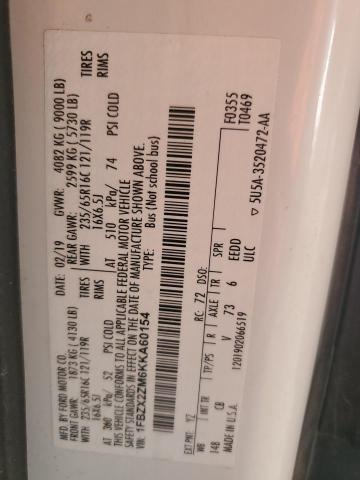 MFD. BY FORD MOTOR CO.
DATE: 02/19 GVWR: 4082 KG ( 9000 LB)
1873 KG ( 4130 LB) REAR GAWR: 2599 KG ( 5730 LB)
235/65R16C 121/119R WITH 235/65R16C 121/119R TIRES
16X6.5J 16X6.5J RIMS
AT 360 kPa/ 52 PSI COLD AT 510 kPa/ 74 PSI COLD
THIS VEHICLE CONFORMS TO ALL APPLICABLE FEDERAL MOTOR VEHICLE
SAFETY STANDARDS IN EFFECT ON THE DATE OF MANUFACTURE SHOWN ABOVE.
VIN: 1FBZX2ZM6KKA60154 TYPE: Bus (Not school bus)
F0355
T0469
EXT PNT: YZ RC: 72 DSO:
WB INT TR TP/PS R AXLE TR SPR
148 CB V 73 6 EEDD
ULC
MADE IN U.S.A. 1201902066519
▽ 5U5A-3520472-AA